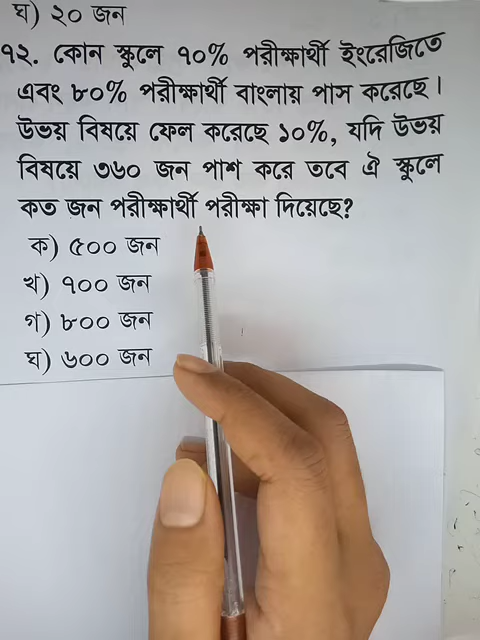 ঘ) ২০ জন
৭২. কোন স্কুলে ৭০% পরীক্ষার্থী ইংরেজিতে
এবং ৮০% পরীক্ষার্থী বাংলায় পাস করেছে।
উভয় বিষয়ে ফেল করেছে ১০%, যদি উভয়
বিষয়ে ৩৬০ জন পাশ করে তবে ঐ স্কুলে
কত জন পরীক্ষার্থী পরীক্ষা দিয়েছে?
ক) ৫০০ জন
খ) ৭০০ জন
গ) ৮০০ জন
ঘ) ৬০০ জন